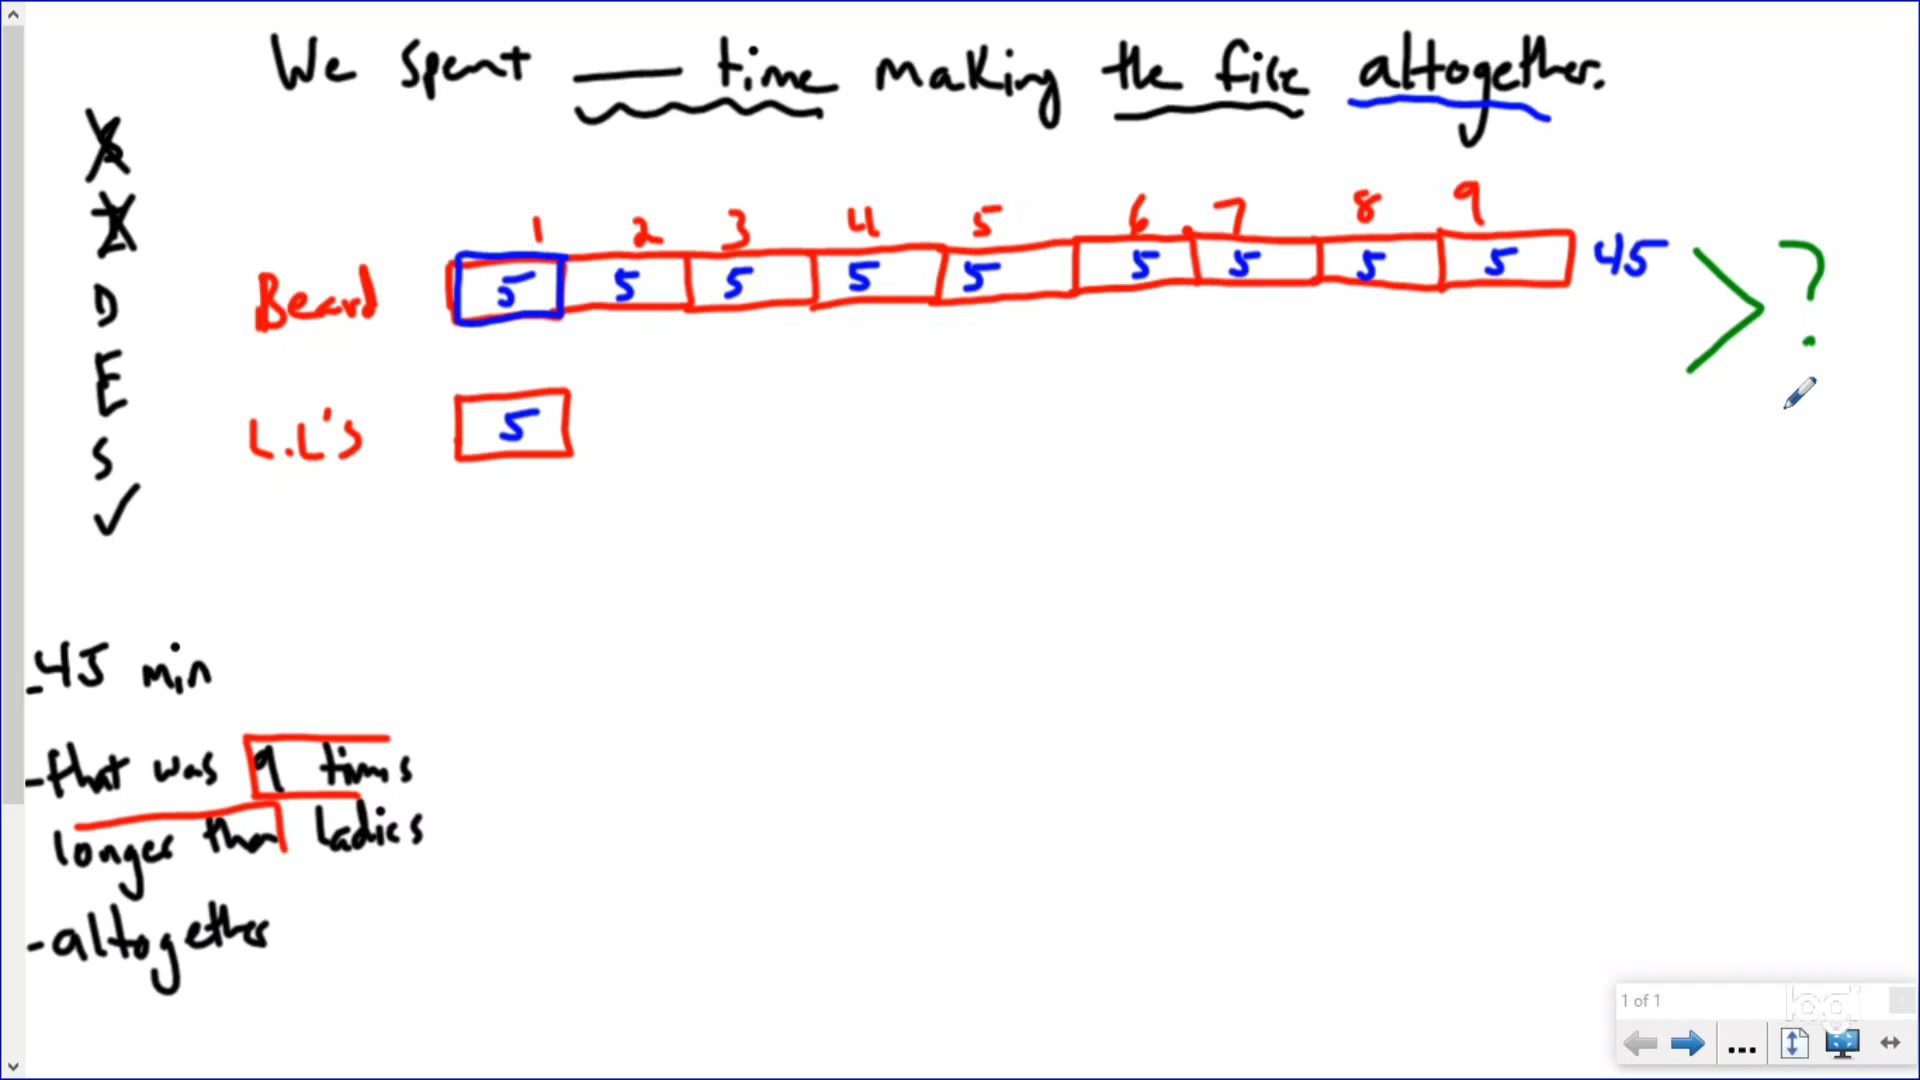 We spent ___ time making the fire altogether.
1 2 3 4 5 6 7 8 9
Beard 5 5 5 5 5 5 5 5 5 45 ?
D
E
L.L's 5
S
✓
-45 min
-that was 9 times
longer than ladies
-altogether
1 of 1
logi
...